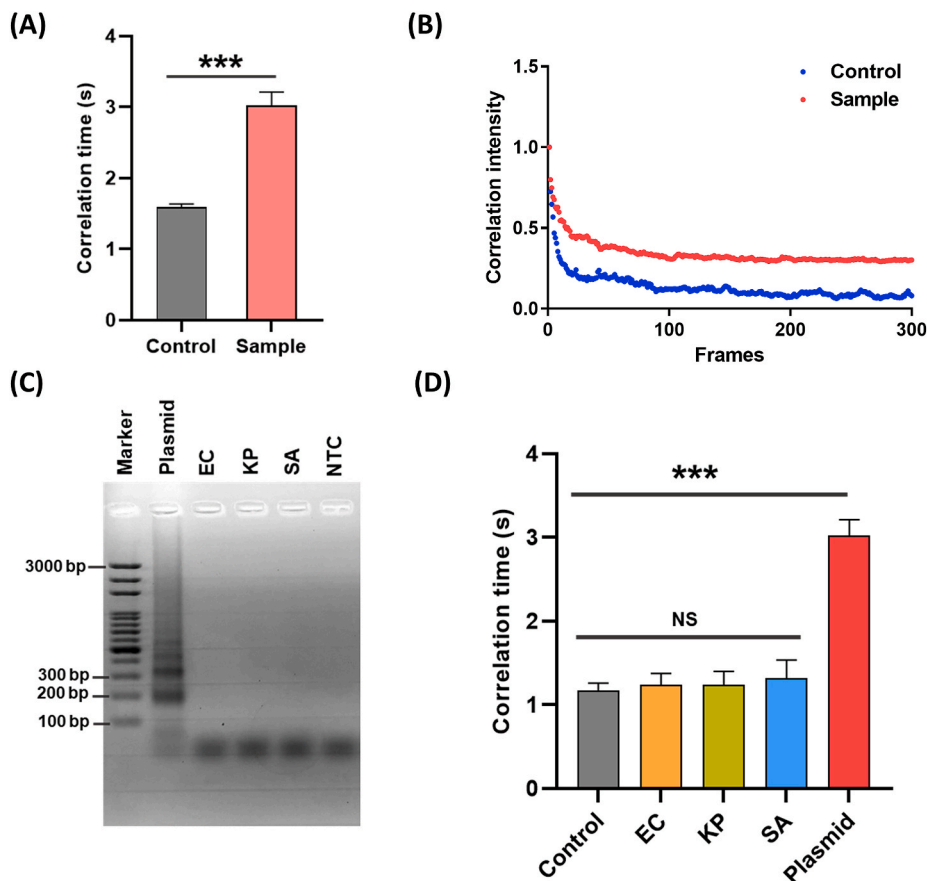 (A)
Correlation time (s)
4
3
2
1
0
***
Control
Sample
(B)
Correlation intensity
1.5
1.0
0.5
0.0
Control
Sample
0
100
200
300
Frames
(C)
Marker
Plasmid
EC
KP
SA
NTC
3000 bp
300 bp
200 bp
100 bp
(D)
Correlation time (s)
4
3
2
1
0
***
NS
Control
EC
KP
SA
Plasmid